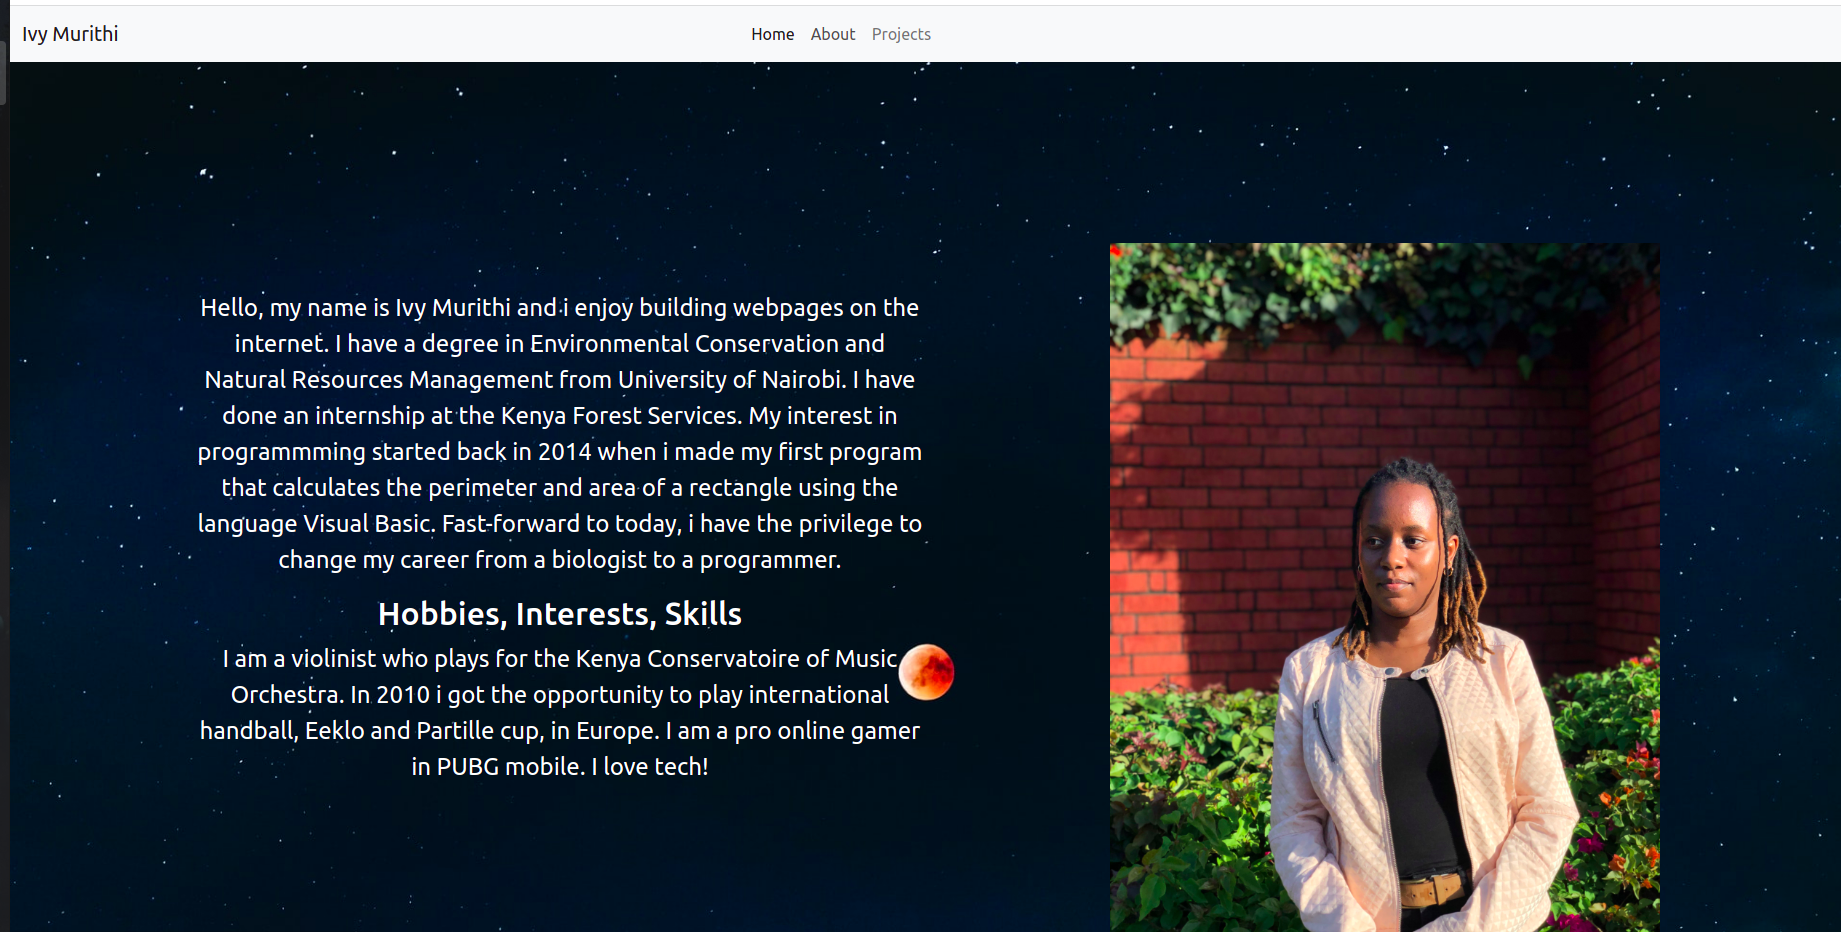 Ivy Murithi
Home About Projects
Hello, my name is Ivy Murithi and i enjoy building webpages on the
internet. I have a degree in Environmental Conservation and
Natural Resources Management from University of Nairobi. I have
done an internship at the Kenya Forest Services. My interest in
programmming started back in 2014 when i made my first program
that calculates the perimeter and area of a rectangle using the
language Visual Basic. Fast-forward to today, i have the privilege to
change my career from a biologist to a programmer.
Hobbies, Interests, Skills
I am a violinist who plays for the Kenya Conservatoire of Music
Orchestra. In 2010 i got the opportunity to play international
handball, Eeklo and Partille cup, in Europe. I am a pro online gamer
in PUBG mobile. I love tech!